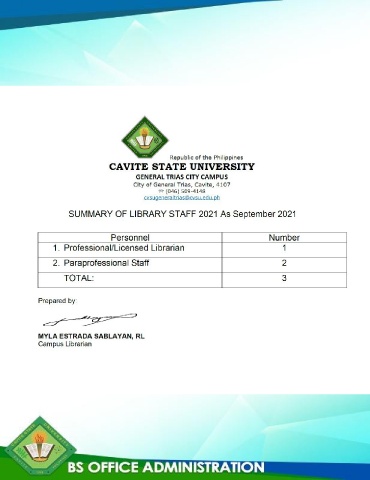 Republic of the Philippines
CAVITE STATE UNIVERSITY
GENERAL TRIAS CITY CAMPUS
City of General Trias, Cavite, 4107
☏ (046) 509-4148
cvsugeneraltrias@cvsu.edu.ph
SUMMARY OF LIBRARY STAFF 2021 As September 2021
Personnel Number
1. Professional/Licensed Librarian 1
2. Paraprofessional Staff 2
TOTAL: 3
Prepared by:
MYLA ESTRADA SABLAYAN, RL
Campus Librarian
BS OFFICE ADMINISTRATION